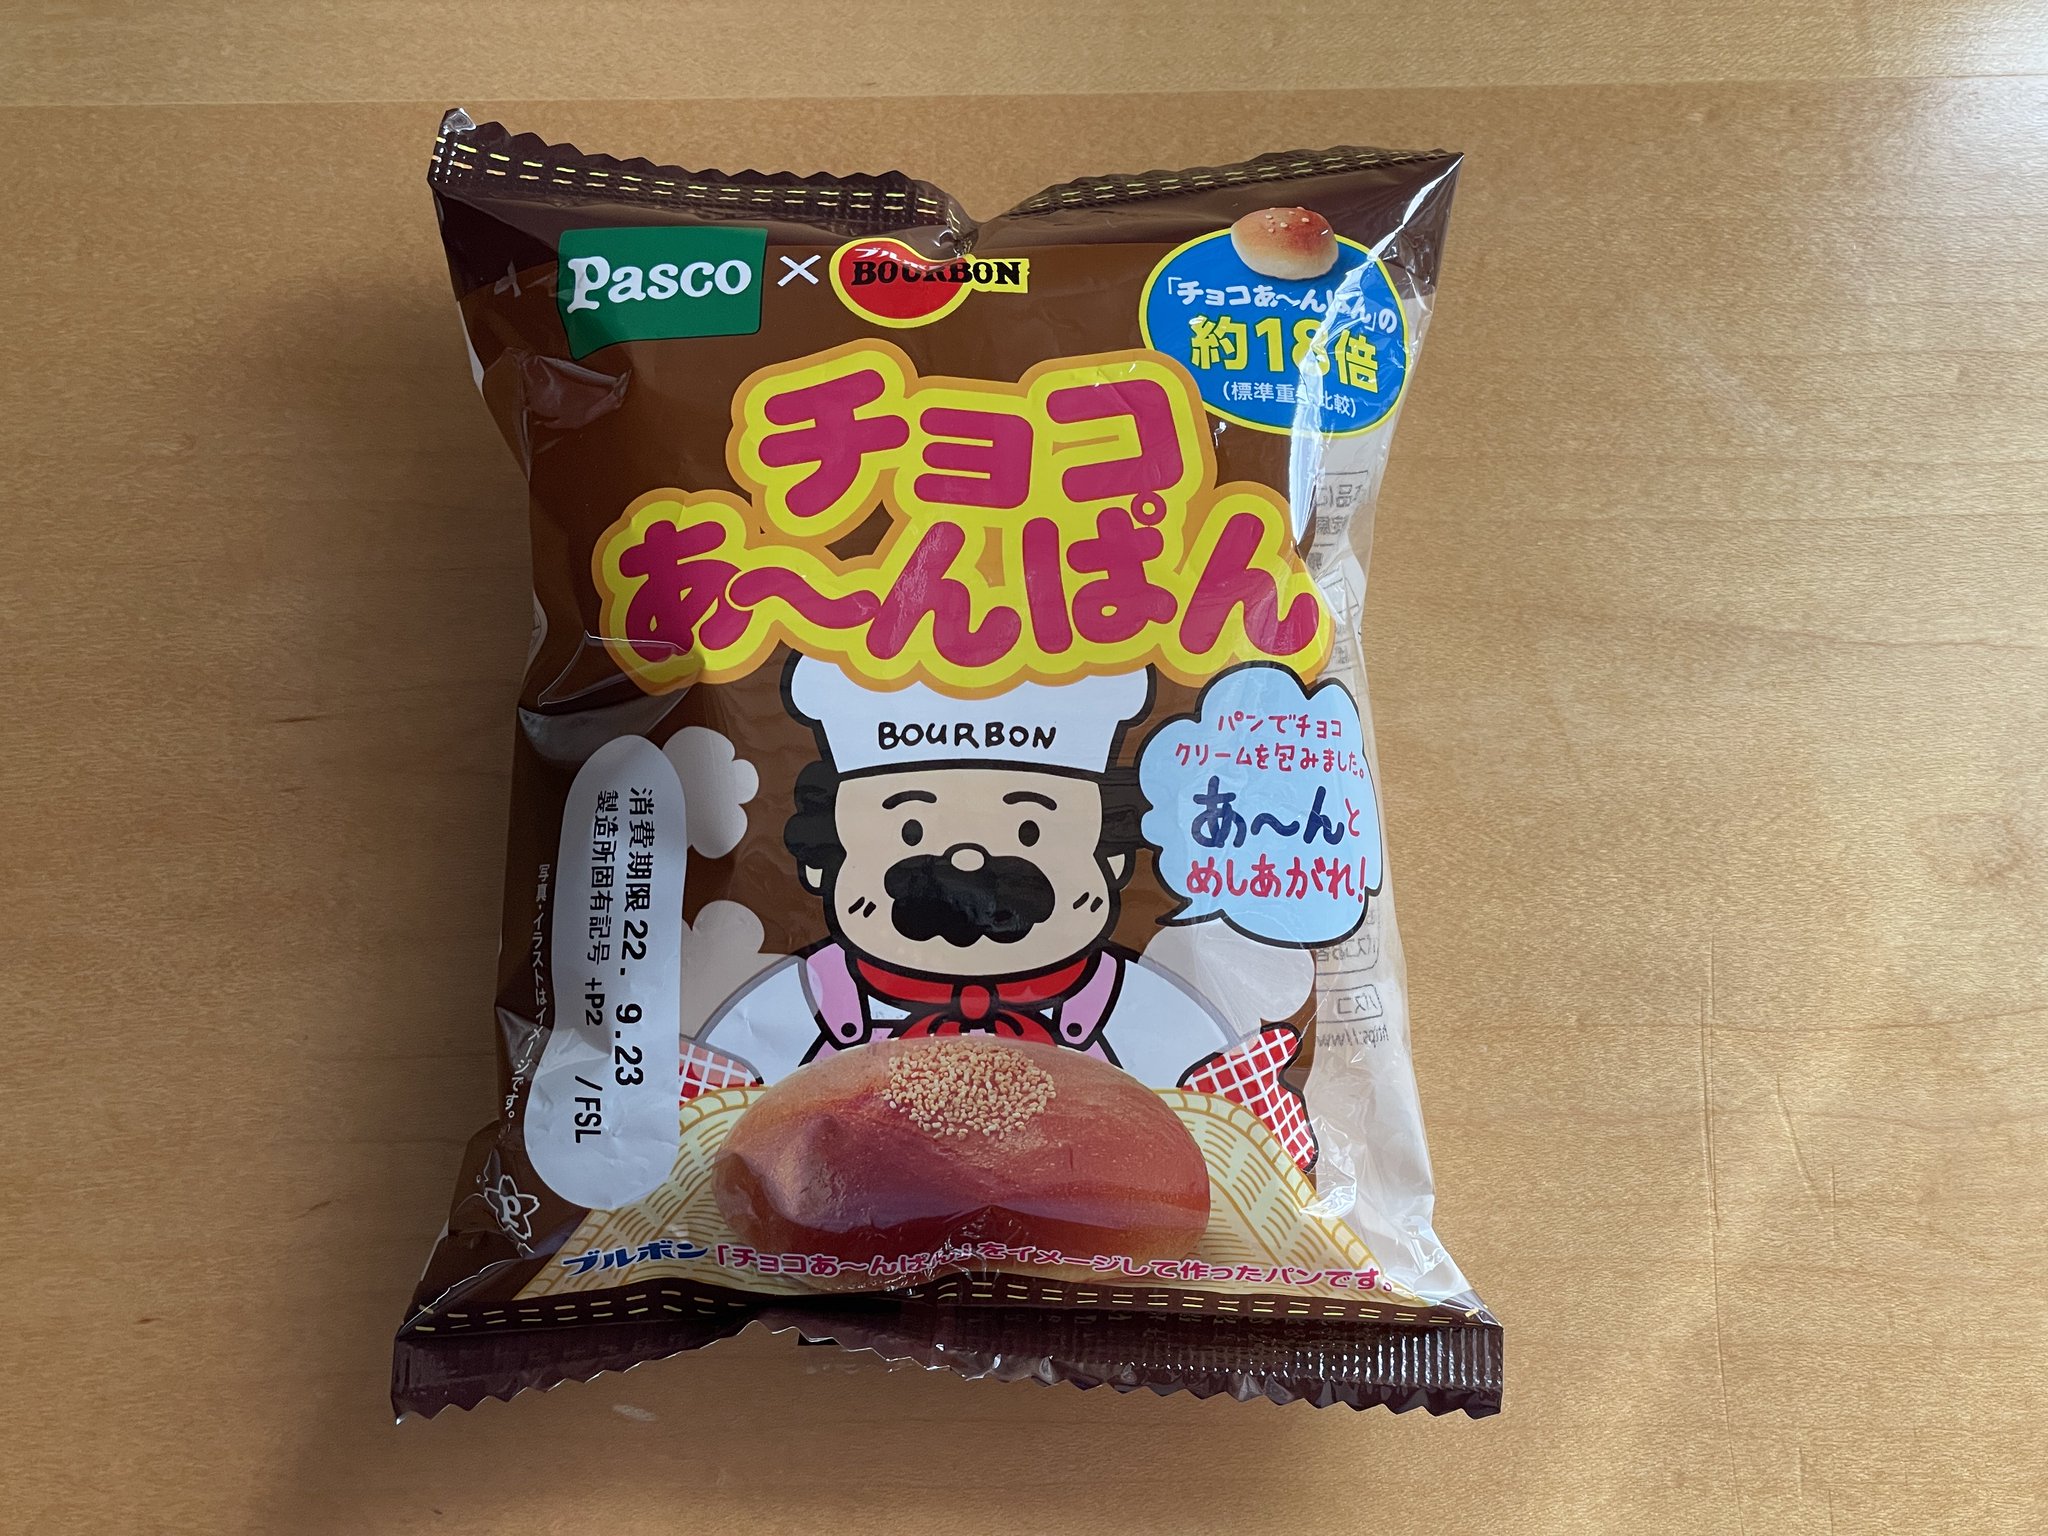 Pasco × ブルボン BOURBON
「チョコあ〜んぱん」の
約18倍
(標準重量比較)
チョコ
あ〜んぱん
BOURBON
パンでチョコ
クリームを包みました。
あ〜んと
めしあがれ!
消費期限 22. 9.23
製造所固有記号 +P2 /FSL
写真・イラストはイメージです。
ブルボン「チョコあ〜んぱん」をイメージして作ったパンです。
パスコ
https://www